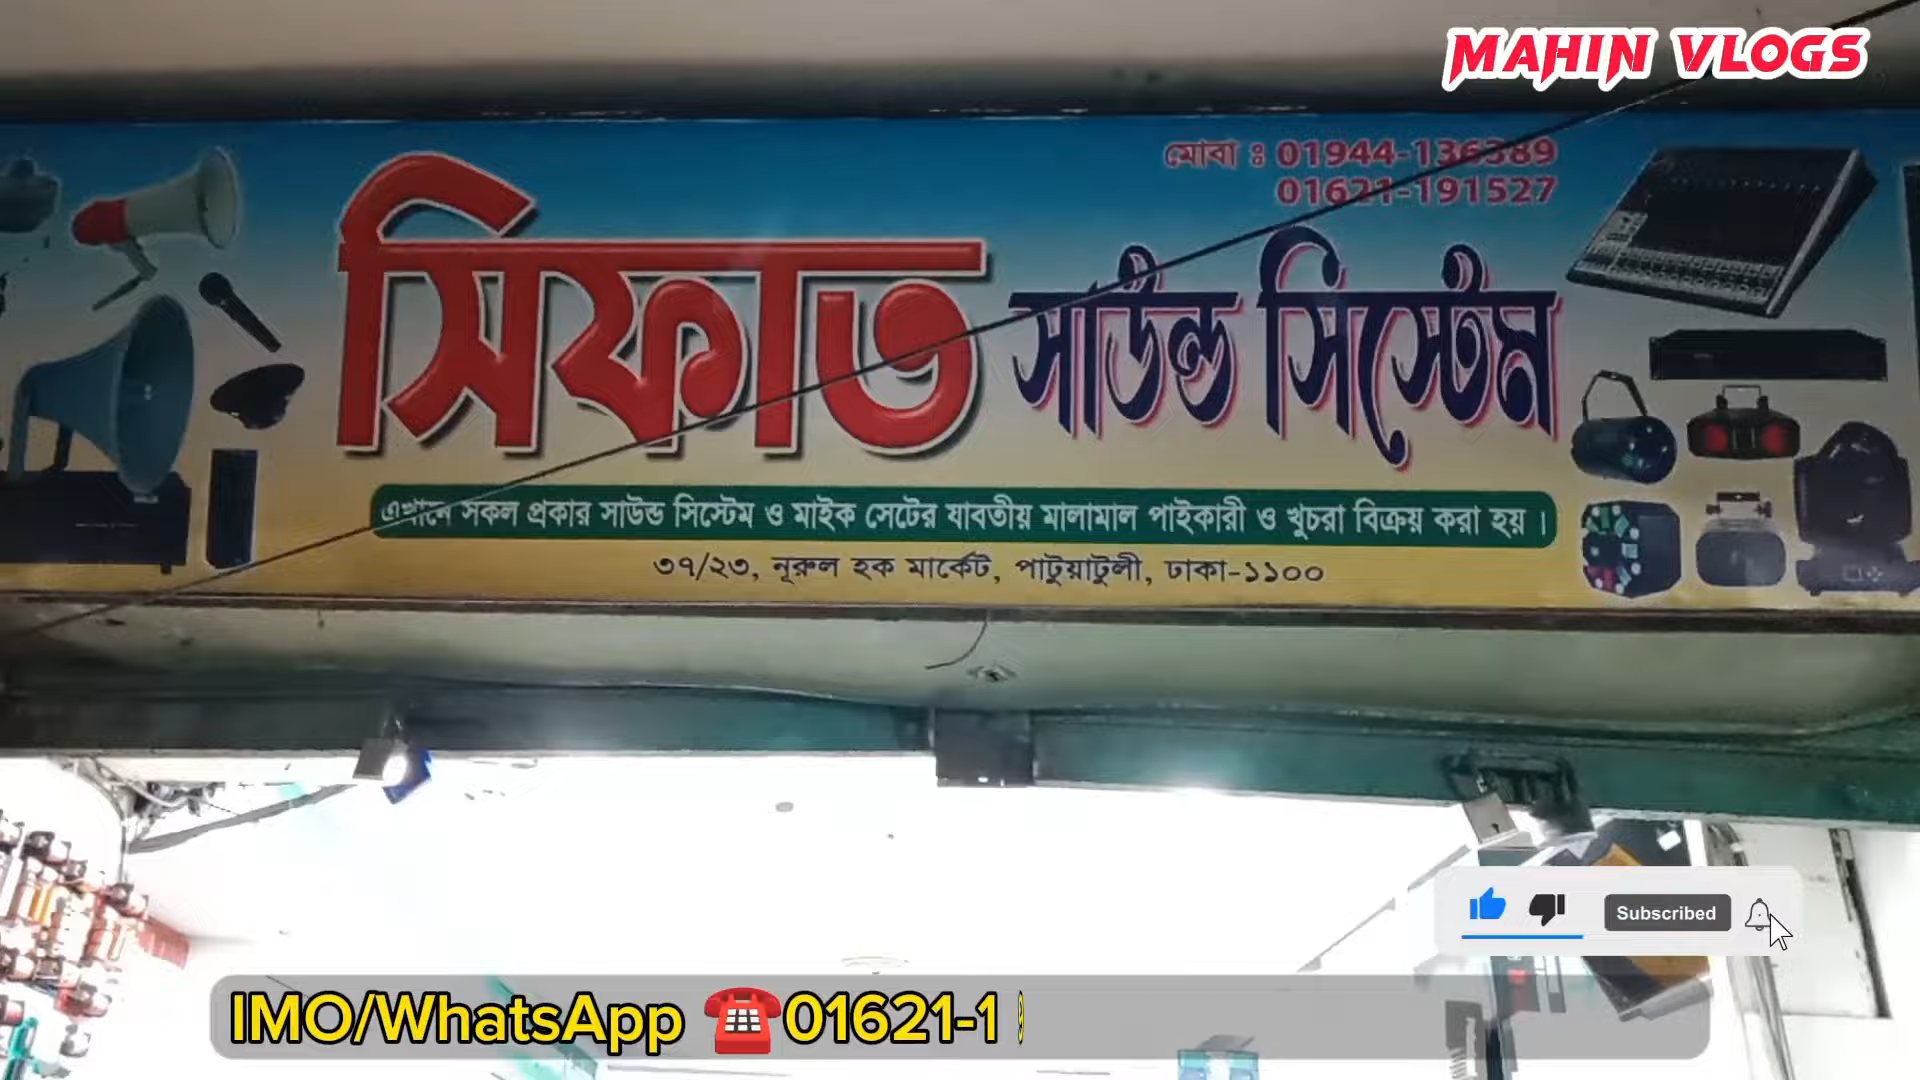 MAHIN VLOGS
মোবা ঃ 01944-136389
01621-191527
সিফাত সাউন্ড সিস্টেম
এখানে সকল প্রকার সাউন্ড সিস্টেম ও মাইক সেটের যাবতীয় মালামাল পাইকারী ও খুচরা বিক্রয় করা হয়।
৩৭/২৩, নূরুল হক মার্কেট, পাটুয়াটুলী, ঢাকা-১১০০
Subscribed
IMO/WhatsApp ☎️01621-1